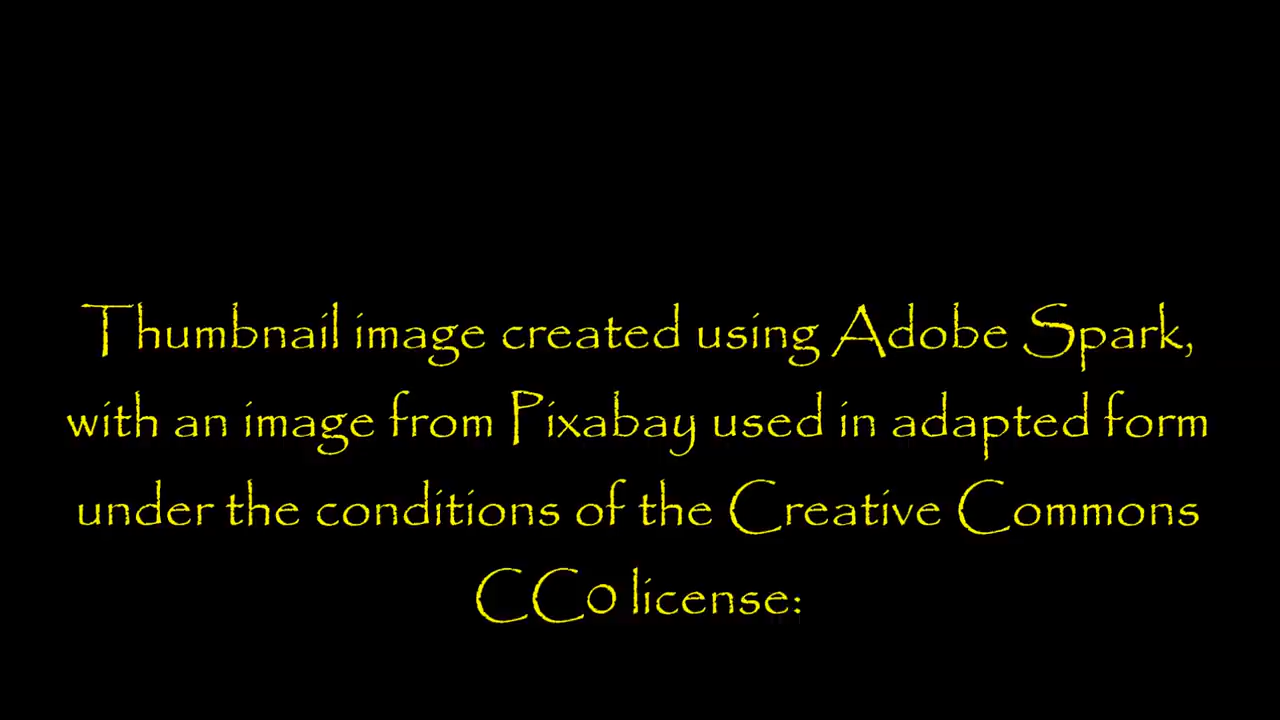 Thumbnail image created using Adobe Spark,
with an image from Pixabay used in adapted form
under the conditions of the Creative Commons
CC0 license: